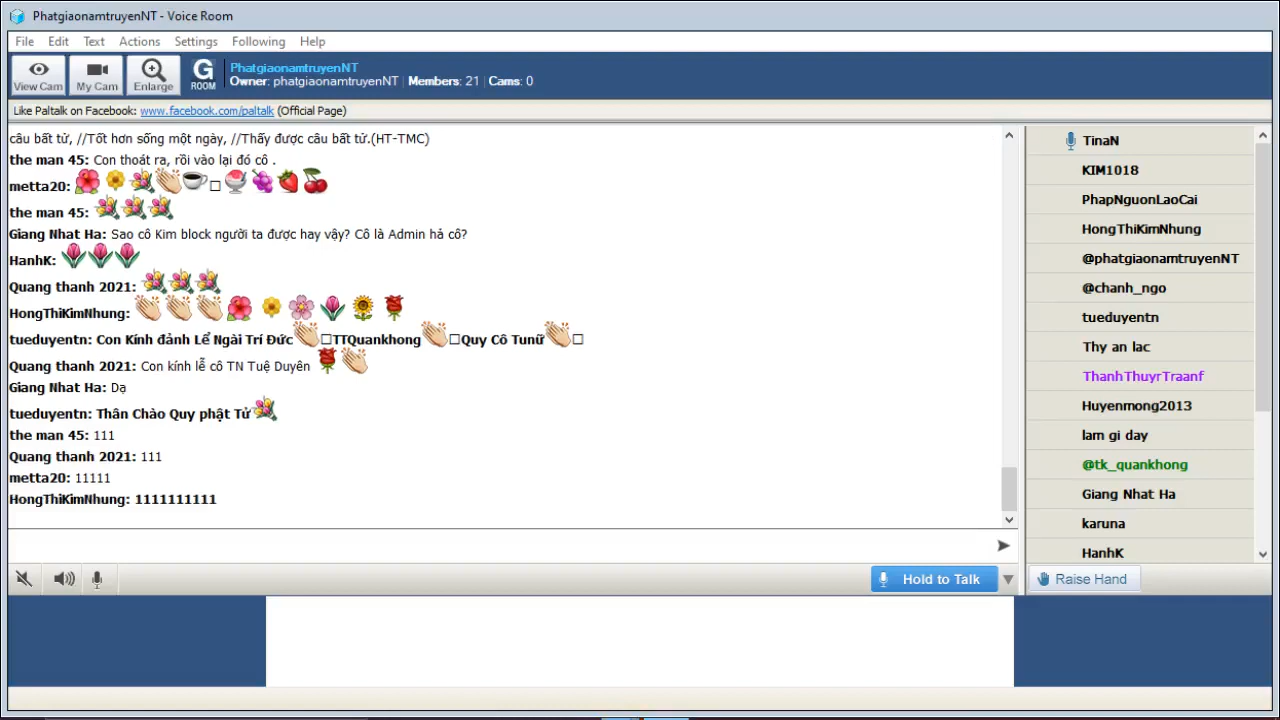 PhatgiaonamtruyenNT - Voice Room
File Edit Text Actions Settings Following Help
View Cam My Cam Enlarge G ROOM
PhatgiaonamtruyenNT
Owner: phatgiaonamtruyenNT | Members: 21 | Cams: 0
Like Paltalk on Facebook: www.facebook.com/paltalk (Official Page)
câu bất tử, //Tốt hơn sống một ngày, //Thấy được câu bất tử.(HT-TMC)
the man 45: Con thoát ra, rồi vào lại đó cô .
metta20:
the man 45:
Giang Nhat Ha: Sao cô Kim block người ta được hay vậy? Cô là Admin hả cô?
HanhK:
Quang thanh 2021:
HongThiKimNhung:
tueduyentn: Con Kính đảnh Lể Ngài Trí Đức TTQuankhong Quy Cô Tunữ
Quang thanh 2021: Con kính lễ cô TN Tuệ Duyên
Giang Nhat Ha: Dạ
tueduyentn: Thân Chào Quy phật Tử
the man 45: 111
Quang thanh 2021: 111
metta20: 11111
HongThiKimNhung: 1111111111
Hold to Talk
TinaN
KIM1018
PhapNguonLaoCai
HongThiKimNhung
@phatgiaonamtruyenNT
@chanh_ngo
tueduyentn
Thy an lac
ThanhThuyrTraanf
Huyenmong2013
lam gi day
@tk_quankhong
Giang Nhat Ha
karuna
HanhK
Raise Hand